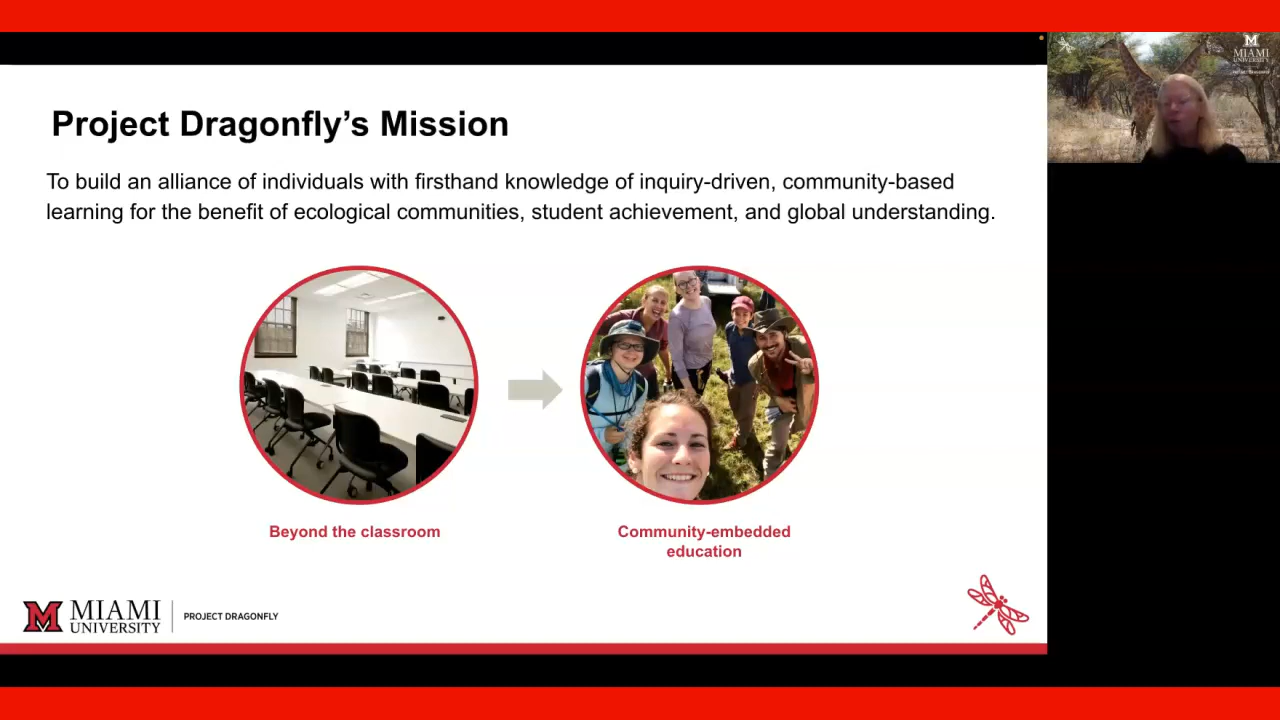 Project Dragonfly's Mission
To build an alliance of individuals with firsthand knowledge of inquiry-driven, community-based
learning for the benefit of ecological communities, student achievement, and global understanding.
Beyond the classroom
Community-embedded
education
MIAMI
UNIVERSITY
PROJECT DRAGONFLY
MIAMI
UNIVERSITY